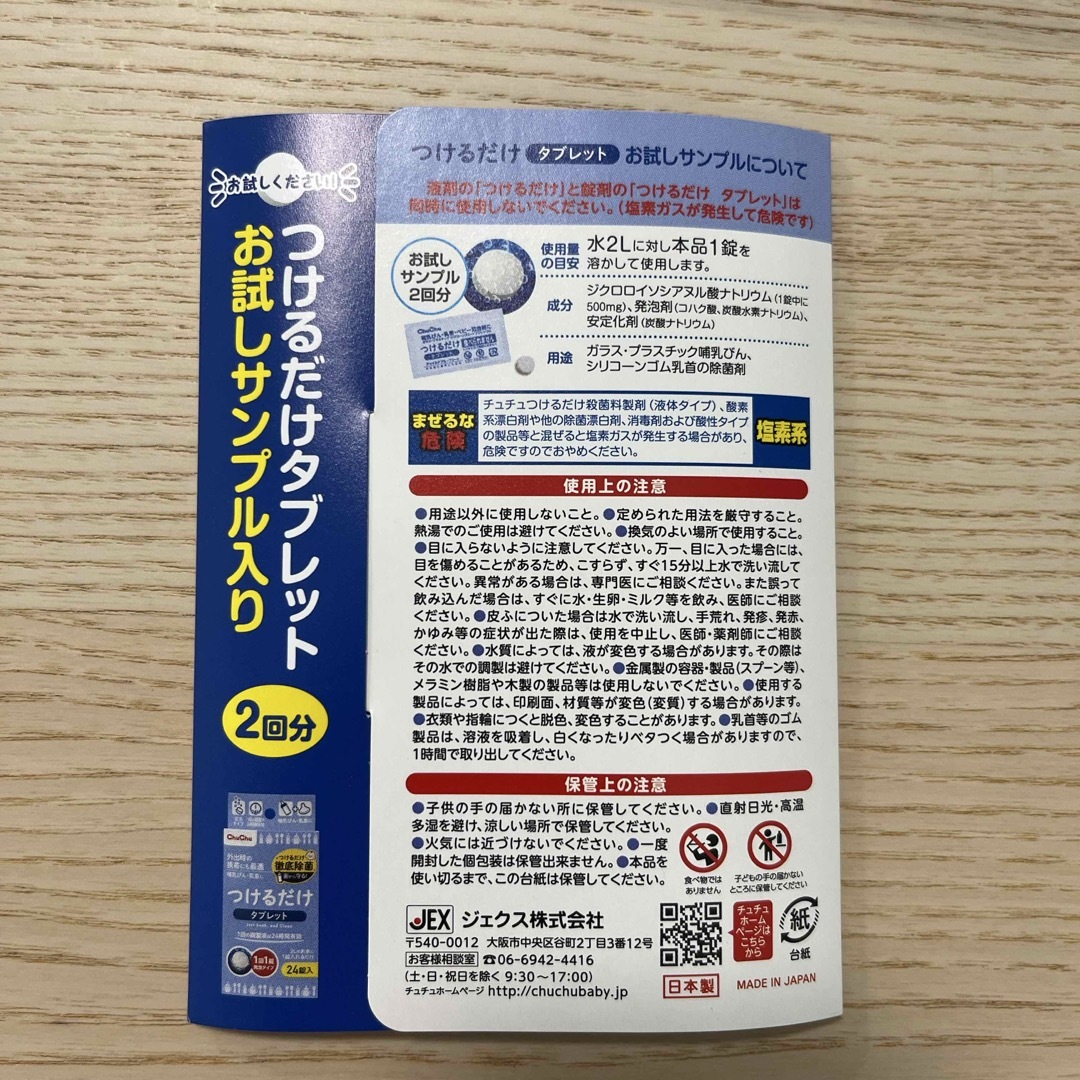 お試しください!
つけるだけタブレット
お試しサンプル入り
2回分
ChuChu
外出時の
携帯にも最適
つけるだけ
徹底除菌
つけるだけ
タブレット
1回1錠
発泡タイプ
24錠入
つけるだけ タブレット お試しサンプルについて
液剤の「つけるだけ」と錠剤の「つけるだけ タブレット」は
同時に使用しないでください。(塩素ガスが発生して危険です)
お試し
サンプル
2回分
ChuChu
つけるだけ
タブレット
使用量
の目安
水2Lに対し本品1錠を
溶かして使用します。
成分
ジクロロイソシアヌル酸ナトリウム(1錠中に
500mg)、発泡剤(コハク酸、炭酸水素ナトリウム)、
安定化剤(炭酸ナトリウム)
用途
ガラス・プラスチック哺乳びん、
シリコーンゴム乳首の除菌剤
まぜるな
危険
チュチュつけるだけ殺菌料製剤(液体タイプ)、酸素
系漂白剤や他の除菌漂白剤、消毒剤および酸性タイプ
の製品等と混ぜると塩素ガスが発生する場合があり、
危険ですのでおやめください。
塩素系
使用上の注意
●用途以外に使用しないこと。●定められた用法を厳守すること。
熱湯でのご使用は避けてください。●換気のよい場所で使用すること。
●目に入らないように注意してください。万一、目に入った場合には、
目を傷めることがあるため、こすらず、すぐ15分以上水で洗い流して
ください。異常がある場合は、専門医にご相談ください。また誤って
飲み込んだ場合は、すぐに水・生卵・ミルク等を飲み、医師にご相談
ください。●皮ふについた場合は水で洗い流し、手荒れ、発疹、発赤、
かゆみ等の症状が出た際は、使用を中止し、医師・薬剤師にご相談
ください。●水質によっては、液が変色する場合があります。その際は
その水での調製は避けてください。●金属製の容器・製品(スプーン等)、
メラミン樹脂や木製の製品等は使用しないでください。●使用する
製品によっては、印刷面、材質等が変色(変質)する場合があります。
●衣類や指輪につくと脱色、変色することがあります。●乳首等のゴム
製品は、溶液を吸着し、白くなったりベタつく場合がありますので、
1時間で取り出してください。
保管上の注意
●子供の手の届かない所に保管してください。●直射日光・高温
多湿を避け、涼しい場所で保管してください。
●火気には近づけないでください。●一度
開封した個包装は保管出来ません。●本品を
使い切るまで、この台紙は保管してください。
食べ物では
ありません
子どもの手の届かない
ところに保管してください
JEX ジェクス株式会社
〒540-0012 大阪市中央区谷町2丁目3番12号
お客様相談室 ☎06-6942-4416
(土・日・祝日を除く 9:30~17:00)
チュチュホームページ http://chuchubaby.jp
チュチュ
ホーム
ページは
こちら
から
紙
台紙
日本製
MADE IN JAPAN